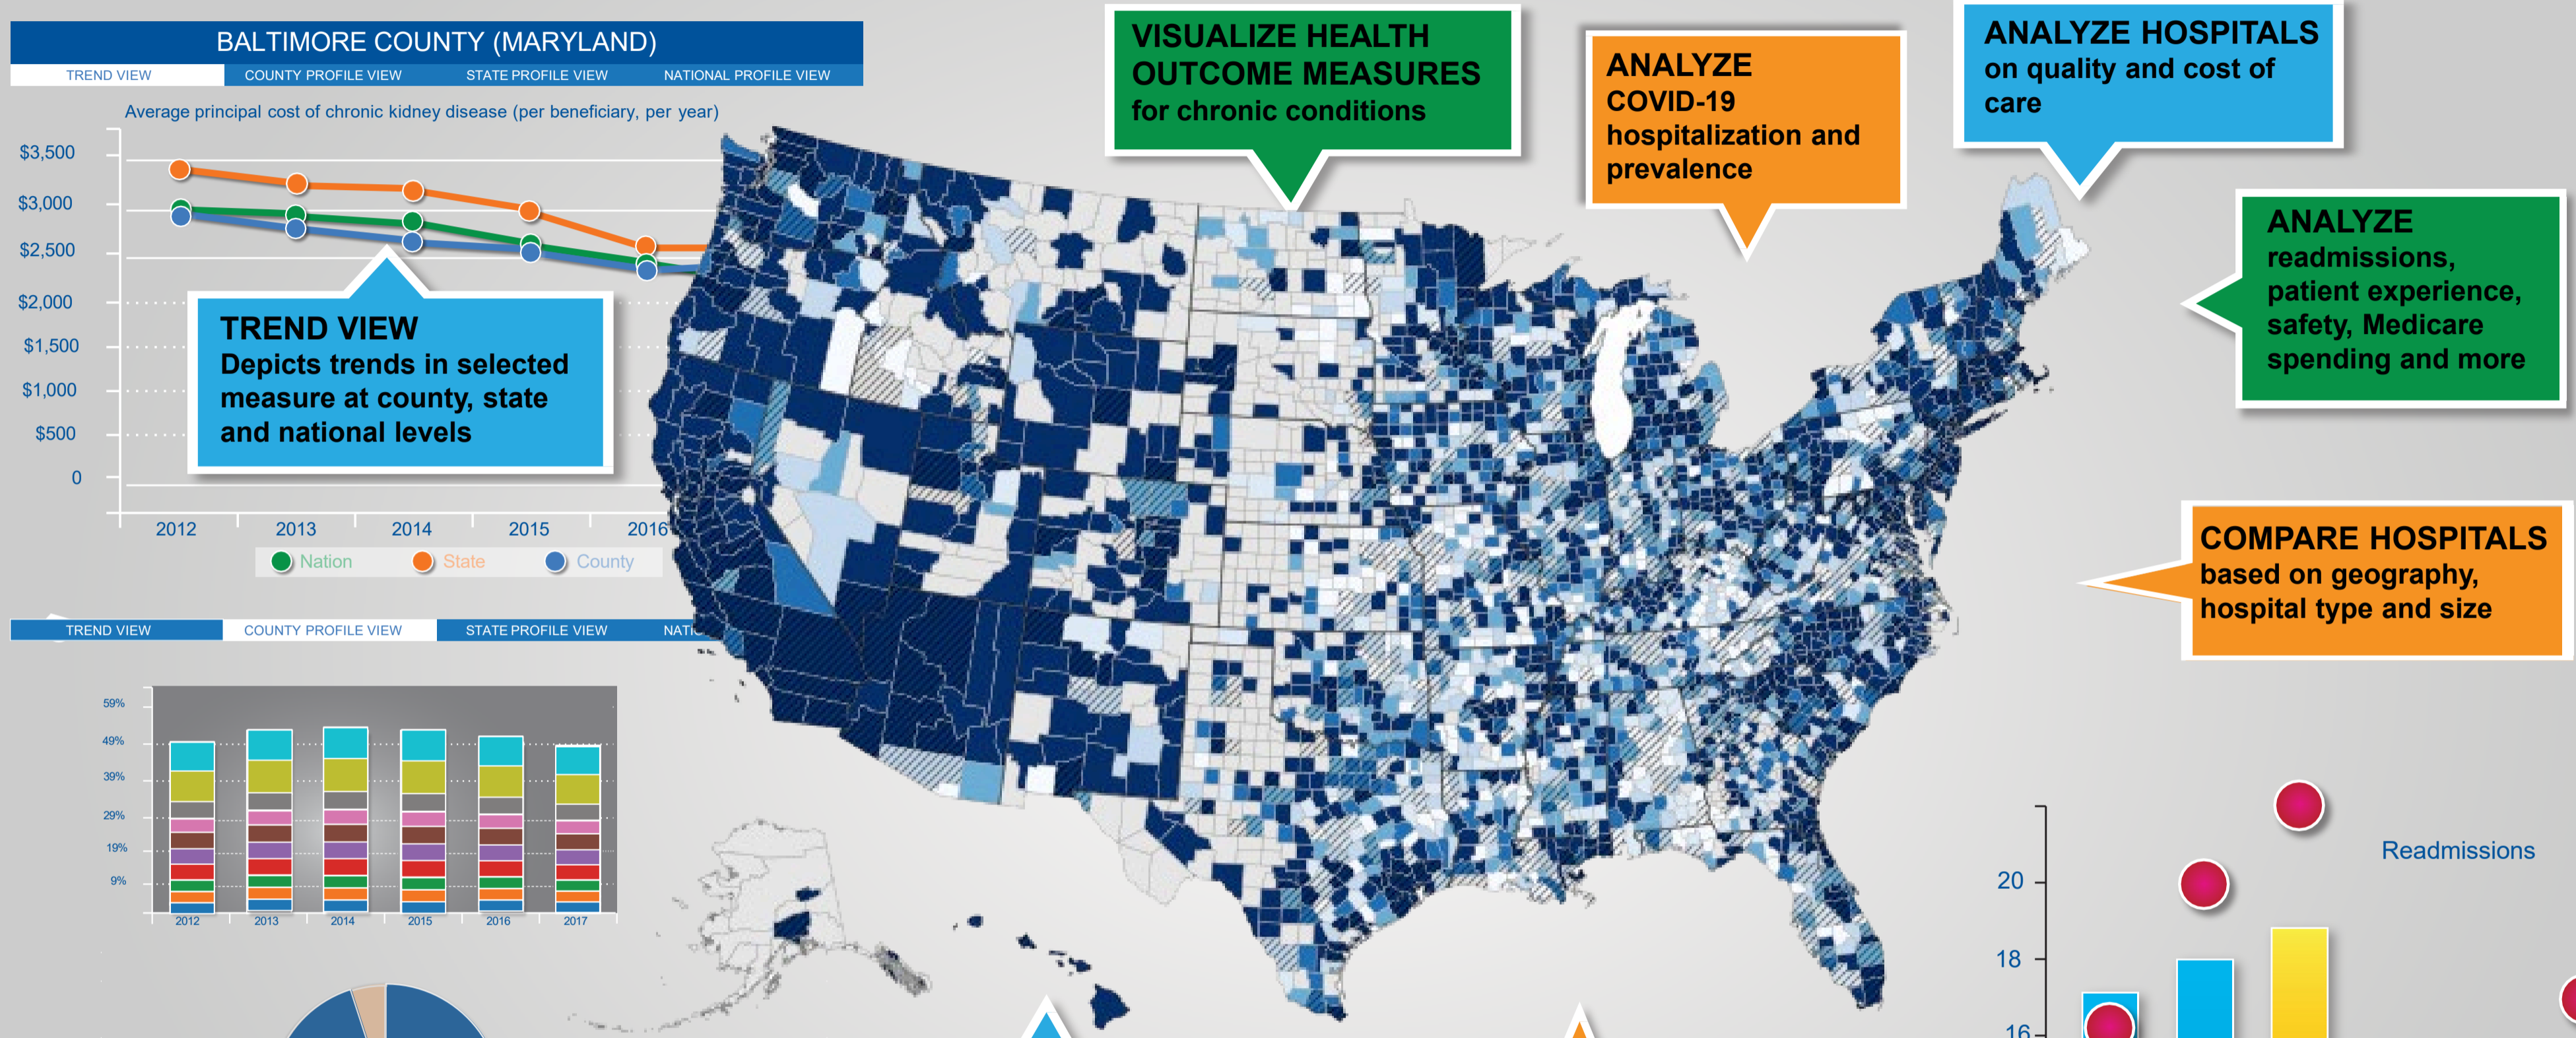 BALTIMORE COUNTY (MARYLAND)
TREND VIEW COUNTY PROFILE VIEW STATE PROFILE VIEW NATIONAL PROFILE VIEW
Average principal cost of chronic kidney disease (per beneficiary, per year)
$3,500
$3,000
$2,500
$2,000
$1,500
$1,000
$500
0
2012 2013 2014 2015 2016
Nation State County
TREND VIEW
Depicts trends in selected
measure at county, state
and national levels
VISUALIZE HEALTH
OUTCOME MEASURES
for chronic conditions
ANALYZE
COVID-19
hospitalization and
prevalence
ANALYZE HOSPITALS
on quality and cost of
care
ANALYZE
readmissions,
patient experience,
safety, Medicare
spending and more
COMPARE HOSPITALS
based on geography,
hospital type and size
TREND VIEW COUNTY PROFILE VIEW STATE PROFILE VIEW
59%
49%
39%
29%
19%
9%
2012 2013 2014 2015 2016 2017
Readmissions
20
18
16